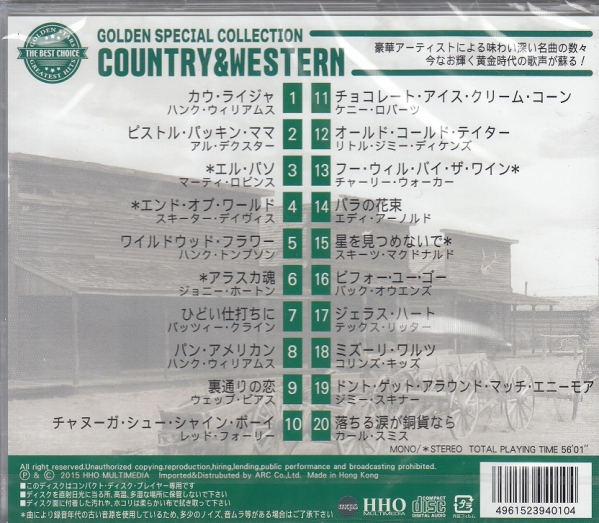 GOLDEN HITS
THE BEST CHOICE
GREATEST HITS
GOLDEN SPECIAL COLLECTION
COUNTRY&WESTERN
豪華アーティストによる味わい深い名曲の数々
今なお輝く黄金時代の歌声が蘇る!
カウ・ライジャ 1
ハンク・ウィリアムス
ピストル・パッキン・ママ 2
アル・デクスター
*エル・パソ 3
マーティ・ロビンス
*エンド・オブ・ワールド 4
スキーター・デイヴィス
ワイルドウッド・フラワー 5
ハンク・トンプソン
*アラスカ魂 6
ジョニー・ホートン
ひどい仕打ちに 7
パッツィー・クライン
パン・アメリカン 8
ハンク・ウィリアムス
裏通りの恋 9
ウェッブ・ピアス
チャヌーガ・シュー・シャイン・ボーイ 10
レッド・フォーリー
11 チョコレート・アイス・クリーム・コーン
ケニー・ロバーツ
12 オールド・コールド・テイター
リトル・ジミー・ディケンズ
13 フー・ウィル・バイ・ザ・ワイン*
チャーリー・ウォーカー
14 バラの花束
エディ・アーノルド
15 星を見つめないで*
スキーツ・マクドナルド
16 ビフォー・ユー・ゴー
バック・オウエンズ
17 ジェラス・ハート
テックス・リッター
18 ミズーリ・ワルツ
コリンズ・キッズ
19 ドント・ゲット・アラウンド・マッチ・エニーモア
ジミー・スキナー
20 落ちる涙が銅貨なら
カール・スミス
MONO/*STEREO TOTAL PLAYING TIME 56'01"
All right reserved.Unauthorized copying,reproduction,hiring,lending,public performance and broadcasting prohibited.
Ⓟ & © 2015 HHO MULTIMEDIA Imported&Distrubuted by ARC Co.,Ltd. Made in Hong Kong
■このディスクはコンパクト・ディスク・プレイヤー専用です
■ディスクを直射日光に当る所、高温、多湿な場所に保管しないで下さい
■ディスク面に付着した汚れや、ホコリは柔らかい布で拭き取って下さい
*曲により録音年代の古い音源を使用しているため、多少のノイズ、音ムラ等がある場合はご了承下さい
HHO
MULTIMEDIA
COMPACT
disc
DIGITAL AUDIO
プラ
4961523940104